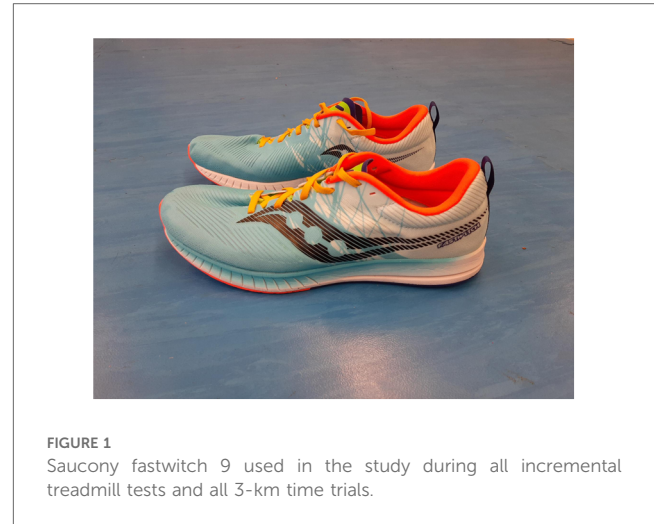 FASTWITCH
FIGURE 1
Saucony fastwitch 9 used in the study during all incremental
treadmill tests and all 3-km time trials.